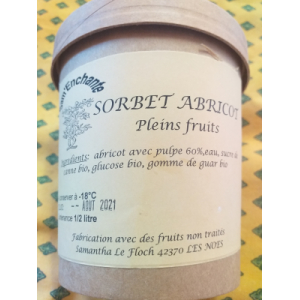 Enchanté
SORBET ABRICOT
Pleins fruits
Ingrédients: abricot avec pulpe 60%, eau, sucre de
canne bio, glucose bio, gomme de guar bio
conserver à -18°C
-- AOUT 2021
1/2 litre
Fabrication avec des fruits non traités
Samantha Le Floch 42370 LES NOES